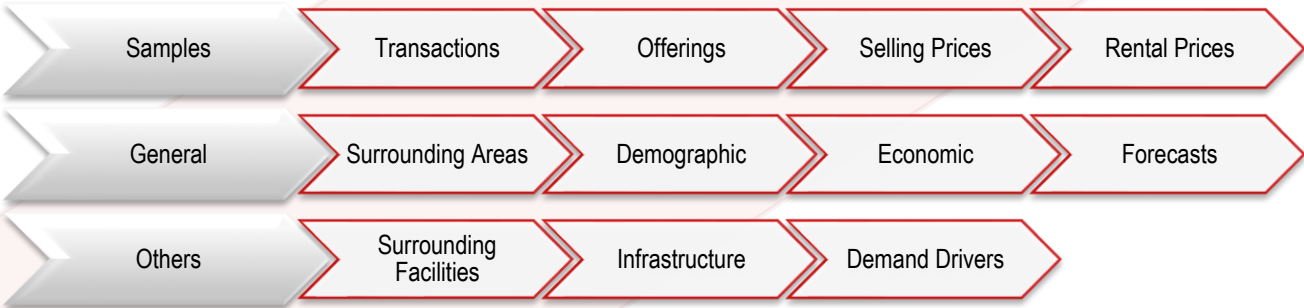 Samples
Transactions
Offerings
Selling Prices
Rental Prices
General
Surrounding Areas
Demographic
Economic
Forecasts
Others
Surrounding
Facilities
Infrastructure
Demand Drivers